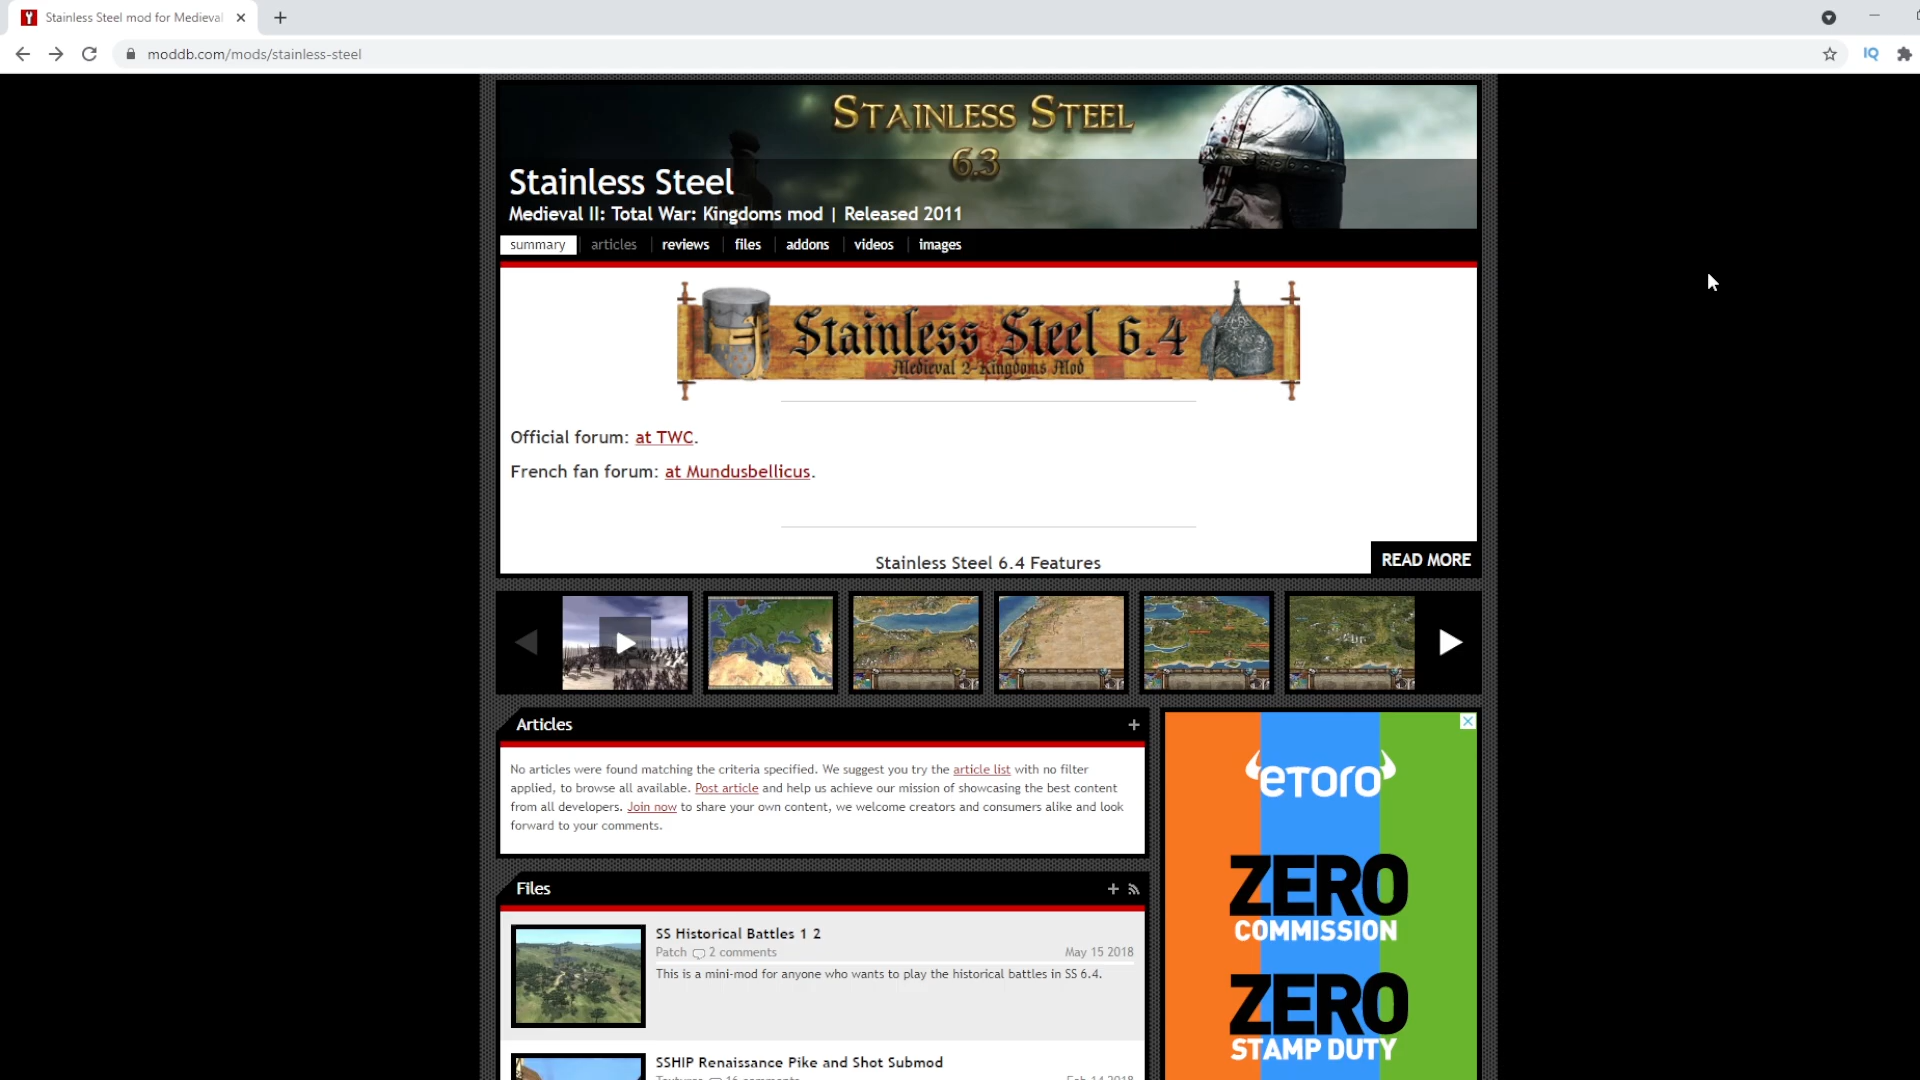 Stainless Steel mod for Medieval
moddb.com/mods/stainless-steel
IQ
STAINLESS STEEL
6.3
Stainless Steel
Medieval II: Total War: Kingdoms mod | Released 2011
summary articles reviews files addons videos images
Stainless Steel 6.4
Medieval 2-Kingdoms Mod
Official forum: at TWC.
French fan forum: at Mundusbellicus.
Stainless Steel 6.4 Features
READ MORE
Articles
No articles were found matching the criteria specified. We suggest you try the article list with no filter
applied, to browse all available. Post article and help us achieve our mission of showcasing the best content
from all developers. Join now to share your own content, we welcome creators and consumers alike and look
forward to your comments.
Files
SS Historical Battles 1 2
Patch 2 comments May 15 2018
This is a mini-mod for anyone who wants to play the historical battles in SS 6.4.
SSHIP Renaissance Pike and Shot Submod
Textures 16 comments Feb 14 2018
eTORO
ZERO
COMMISSION
ZERO
STAMP DUTY